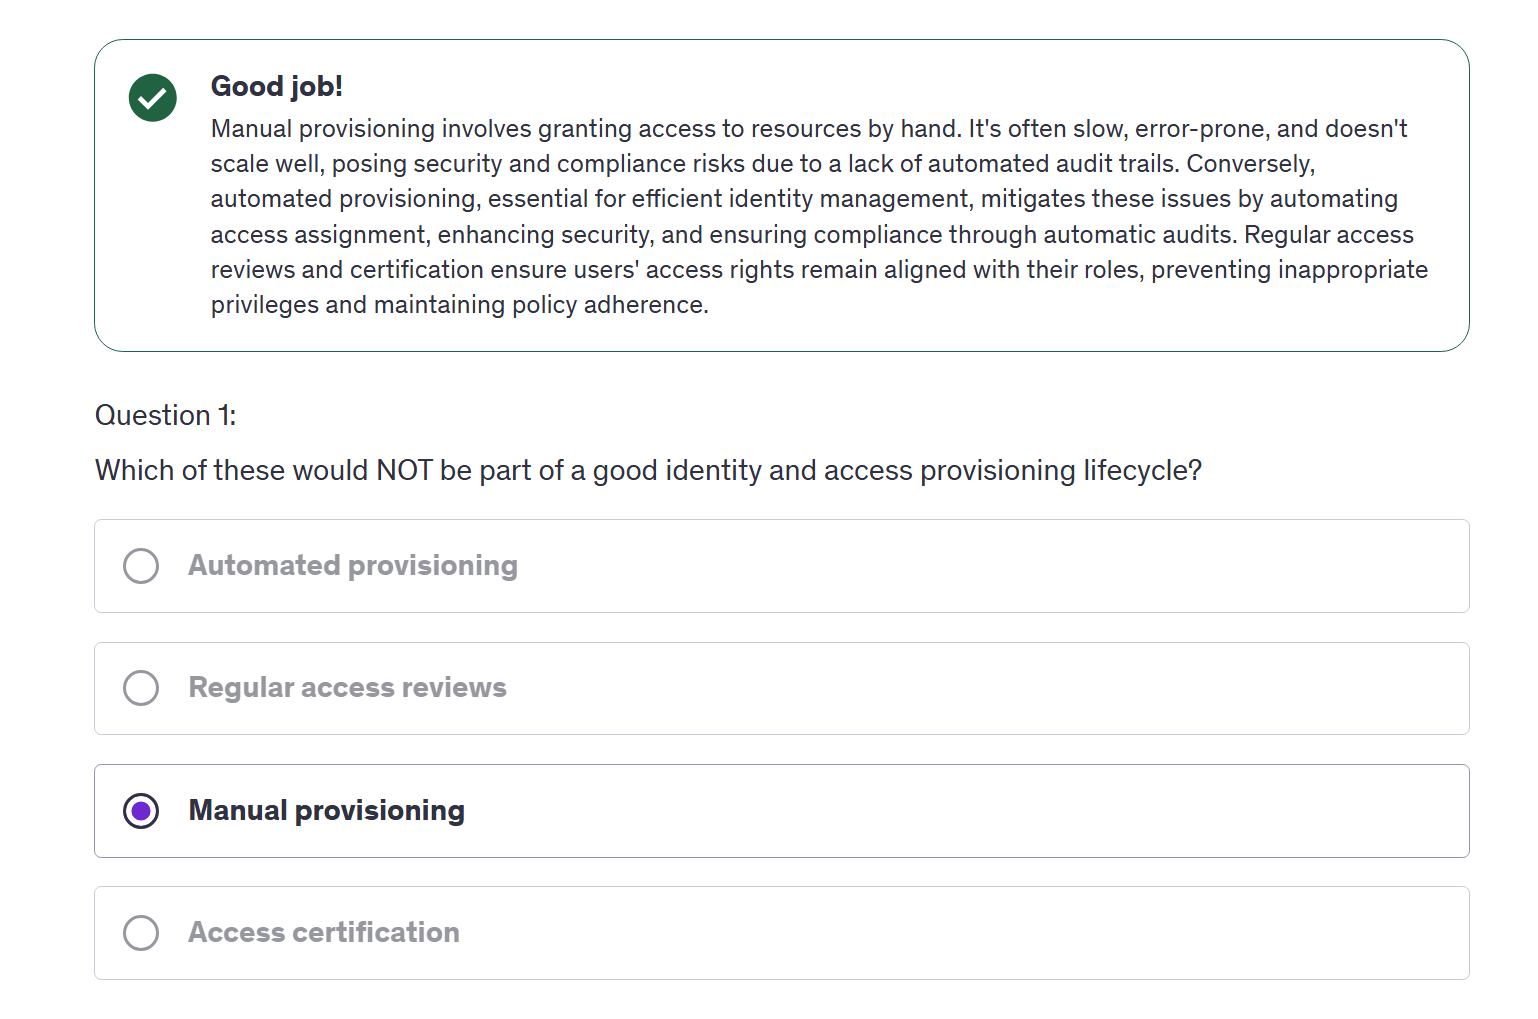 Good job!
Manual provisioning involves granting access to resources by hand. It's often slow, error-prone, and doesn't
scale well, posing security and compliance risks due to a lack of automated audit trails. Conversely,
automated provisioning, essential for efficient identity management, mitigates these issues by automating
access assignment, enhancing security, and ensuring compliance through automatic audits. Regular access
reviews and certification ensure users' access rights remain aligned with their roles, preventing inappropriate
privileges and maintaining policy adherence.
Question 1:
Which of these would NOT be part of a good identity and access provisioning lifecycle?
Automated provisioning
Regular access reviews
Manual provisioning
Access certification